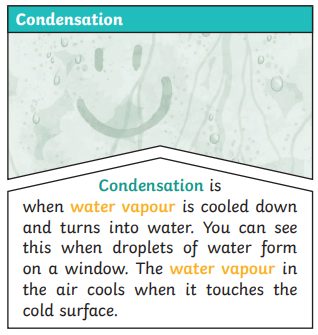 Condensation
Condensation is
when water vapour is cooled down
and turns into water. You can see
this when droplets of water form
on a window. The water vapour in
the air cools when it touches the
cold surface.